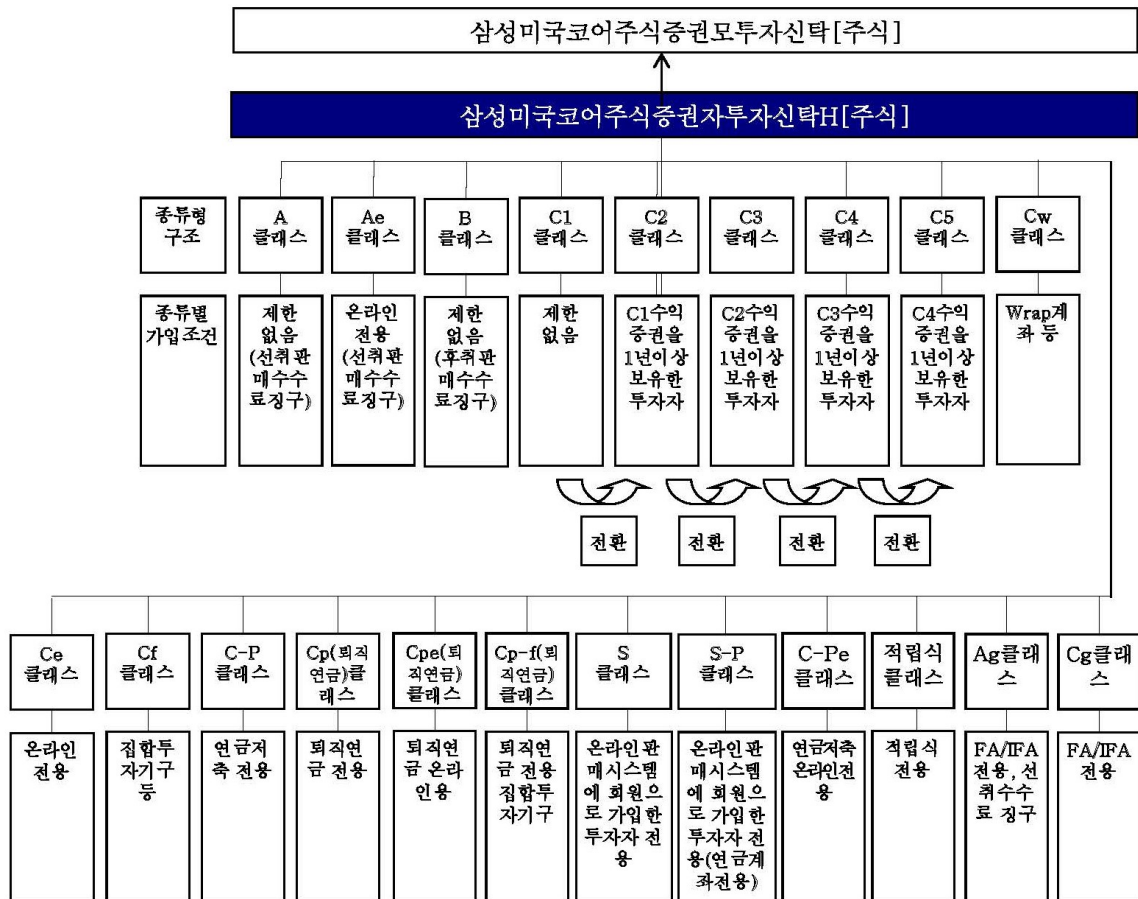 삼성미국코어주식증권모투자신탁[주식]
삼성미국코어주식증권자투자신탁H[주식]
종류형
구조
A
클래스
Ae
클래스
B
클래스
C1
클래스
C2
클래스
C3
클래스
C4
클래스
C5
클래스
Cw
클래스
종류별
가입조건
제한
없음
(선취판
매수수
료징구)
온라인
전용
(선취판
매수수
료징구)
제한
없음
(후취판
매수수
료징구)
제한
없음
C1수익
증권을
1년이상
보유한
투자자
C2수익
증권을
1년이상
보유한
투자자
C3수익
증권을
1년이상
보유한
투자자
C4수익
증권을
1년이상
보유한
투자자
Wrap계
좌 등
전환
전환
전환
전환
Ce
클래스
Cf
클래스
C-P
클래스
Cp(퇴직
연금)클
래스
Cpe(퇴
직연금)
클래스
Cp-f(퇴
직연금)
클래스
S
클래스
S-P
클래스
C-Pe
클래스
적립식
클래스
Ag클래
스
Cg클래
스
온라인
전용
집합투
자기구
등
연금저
축 전용
퇴직연
금 전용
퇴직연
금 온라
인용
퇴직연
금 전용
집합투
자기구
온라인판
매시스템
에 회원으
로 가입한
투자자 전
용
온라인판
매시스템
에 회원으
로 가입한
투자자 전
용(연금계
좌전용)
연금저축
온라인전
용
적립식
전용
FA/IFA
전용, 선
취수수
료 징구
FA/IFA
전용